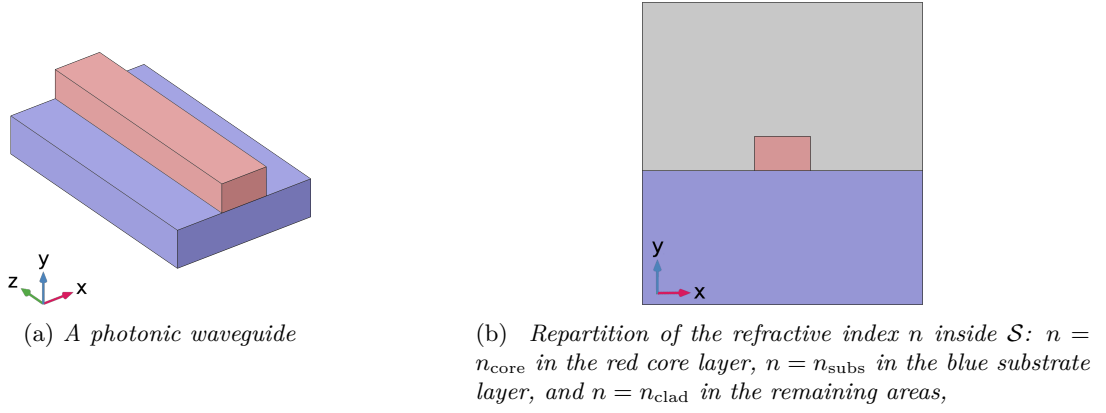 y
z
x
(a) A photonic waveguide
y
x
(b) Repartition of the refractive index n inside S: n =
n_core in the red core layer, n = n_subs in the blue substrate
layer, and n = n_clad in the remaining areas,